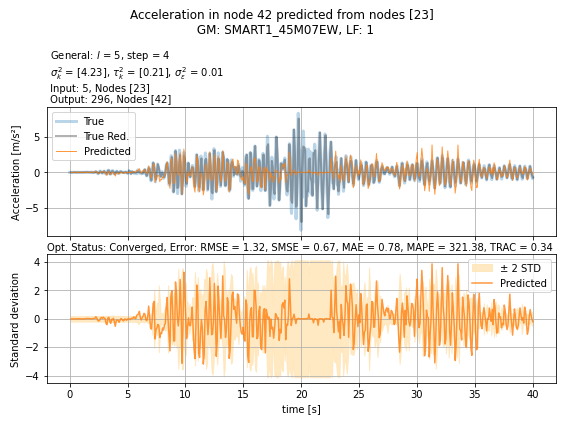 Acceleration in node 42 predicted from nodes [23]
GM: SMART1_45M07EW, LF: 1
General: l = 5, step = 4
σ²ₖ = [4.23], τ²ₖ = [0.21], σ²ε = 0.01
Input: 5, Nodes [23]
Output: 296, Nodes [42]
True
True Red.
Predicted
Acceleration [m/s²]
5
0
−5
Opt. Status: Converged, Error: RMSE = 1.32, SMSE = 0.67, MAE = 0.78, MAPE = 321.38, TRAC = 0.34
± 2 STD
Predicted
Standard deviation
4
2
0
−2
−4
0 5 10 15 20 25 30 35 40
time [s]